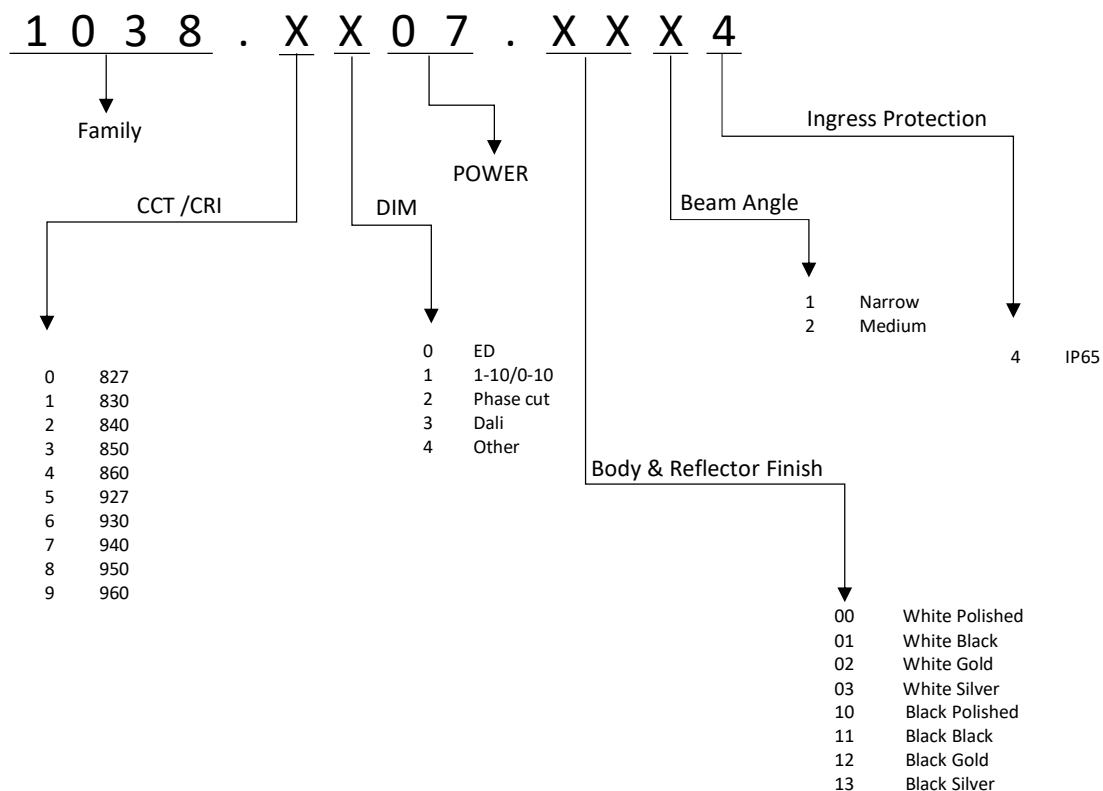 1 0 3 8 . X X 0 7 . X X X 4
Family
POWER
Ingress Protection
CCT /CRI
DIM
Beam Angle
1 Narrow
2 Medium
4 IP65
0 ED
1 1-10/0-10
2 Phase cut
3 Dali
4 Other
0 827
1 830
2 840
3 850
4 860
5 927
6 930
7 940
8 950
9 960
Body & Reflector Finish
00 White Polished
01 White Black
02 White Gold
03 White Silver
10 Black Polished
11 Black Black
12 Black Gold
13 Black Silver